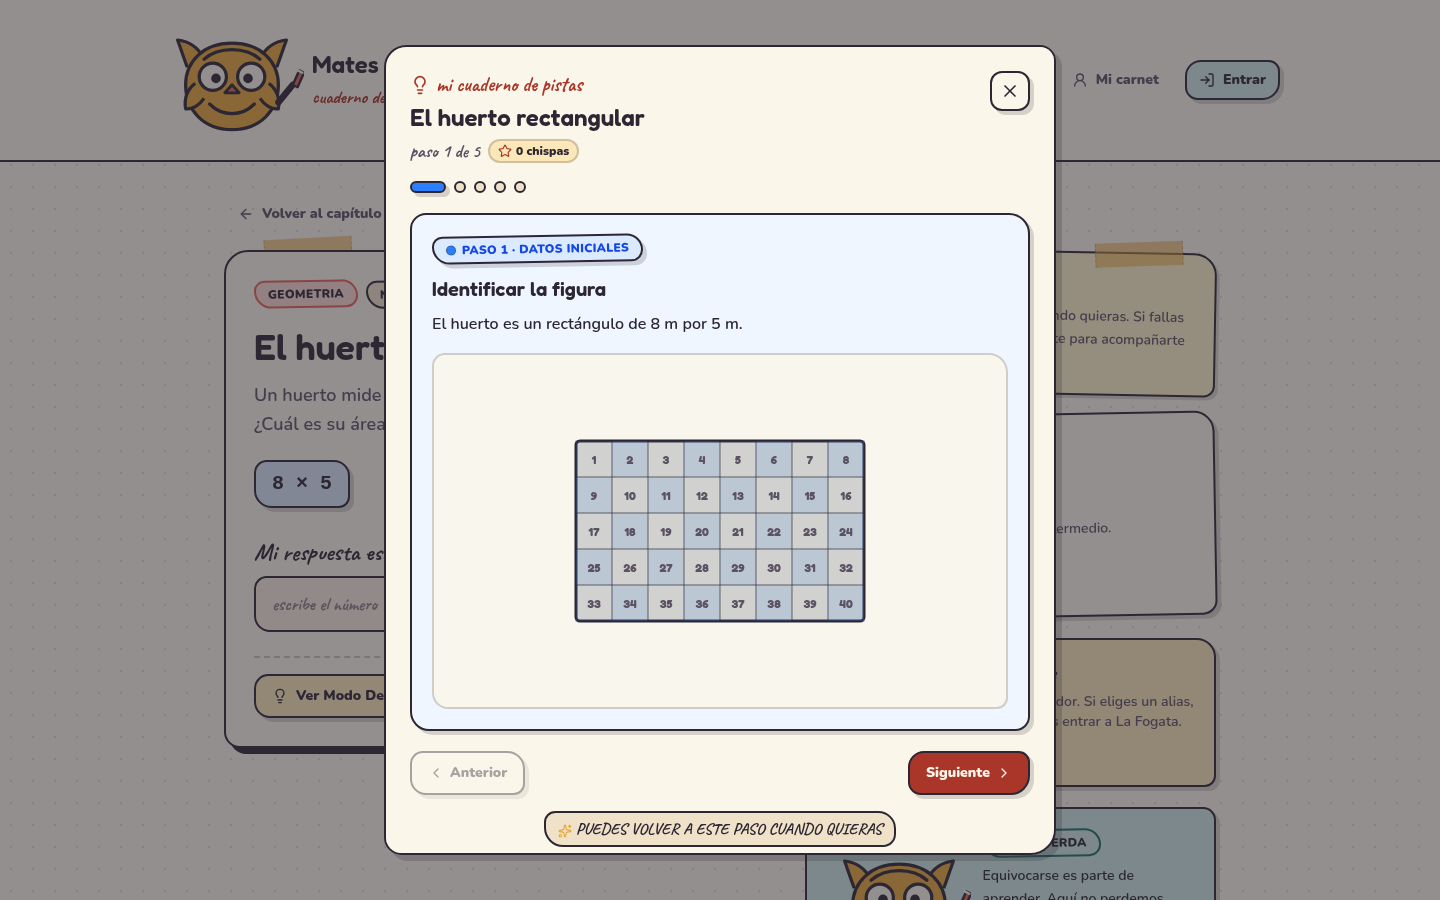 Mates
cuaderno de
Mi carnet
Entrar
Volver al capítulo
GEOMETRIA
El huert
Un huerto mide
¿Cuál es su área
8 × 5
Mi respuesta es
escribe el número
Ver Modo De
mi cuaderno de pistas
El huerto rectangular
paso 1 de 5
0 chispas
PASO 1 · DATOS INICIALES
Identificar la figura
El huerto es un rectángulo de 8 m por 5 m.
1 2 3 4 5 6 7 8
9 10 11 12 13 14 15 16
17 18 19 20 21 22 23 24
25 26 27 28 29 30 31 32
33 34 35 36 37 38 39 40
Anterior
Siguiente
PUEDES VOLVER A ESTE PASO CUANDO QUIERAS
quieras. Si fallas
para acompañarte
ermedio.
dor. Si eliges un alias,
entrar a La Fogata.
ERDA
Equivocarse es parte de
aprender. Aquí no perdemos